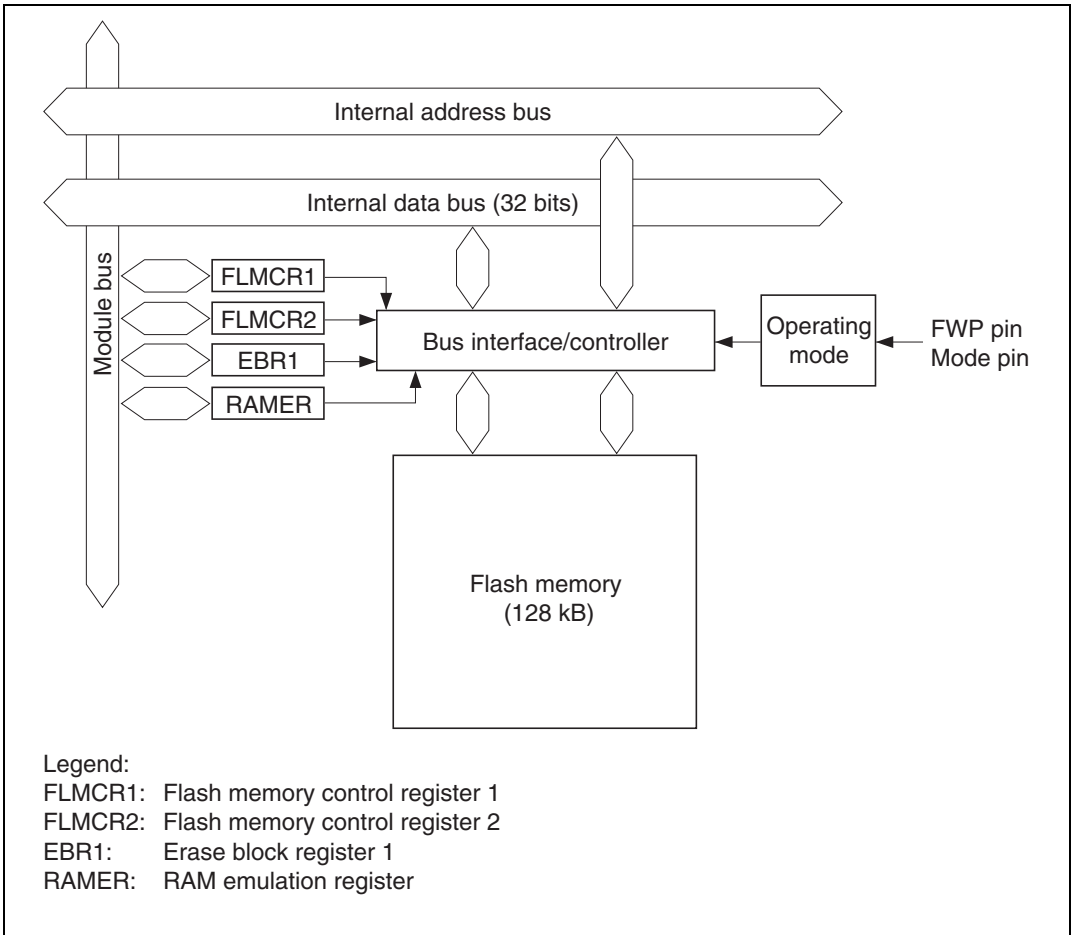 Internal address bus
Internal data bus (32 bits)
Module bus
FLMCR1
FLMCR2
EBR1
RAMER
Bus interface/controller
Operating
mode
FWP pin
Mode pin
Flash memory
(128 kB)
Legend:
FLMCR1: Flash memory control register 1
FLMCR2: Flash memory control register 2
EBR1: Erase block register 1
RAMER: RAM emulation register